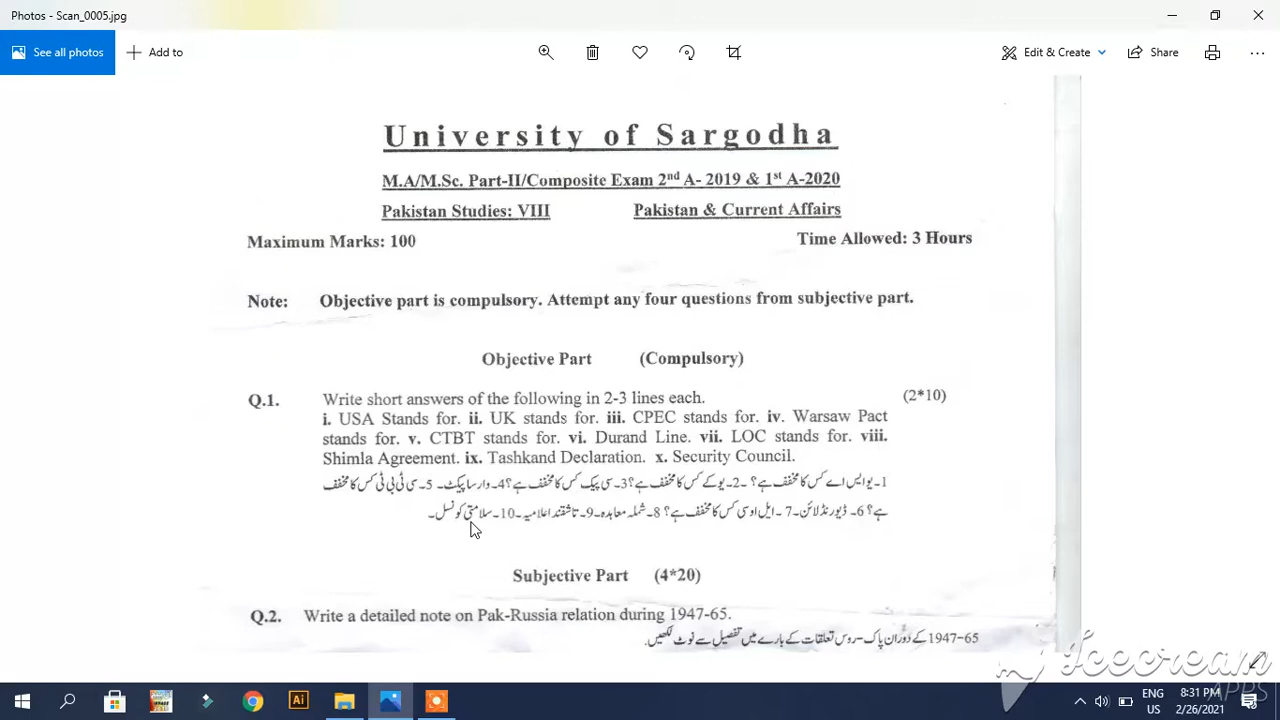 Photos - Scan_0005.jpg
See all photos
Add to
Edit & Create
Share
University of Sargodha
M.A/M.Sc. Part-II/Composite Exam 2nd A- 2019 & 1st A-2020
Pakistan Studies: VIII Pakistan & Current Affairs
Maximum Marks: 100 Time Allowed: 3 Hours
Note: Objective part is compulsory. Attempt any four questions from subjective part.
Objective Part (Compulsory)
Q.1. Write short answers of the following in 2-3 lines each. (2*10)
i. USA Stands for. ii. UK stands for. iii. CPEC stands for. iv. Warsaw Pact
stands for. v. CTBT stands for. vi. Durand Line. vii. LOC stands for. viii.
Shimla Agreement. ix. Tashkand Declaration. x. Security Council.
1۔یو ایس اے کس کا مخفف ہے؟ ۔2۔یوکے کس کا مخفف ہے؟3۔سی پیک کس کا مخفف ہے؟4۔وارسا پیکٹ۔ 5۔سی ٹی بی ٹی کس کا مخفف
ہے؟ 6۔ ڈیورنڈ لائن۔ 7۔ایل او سی کس کا مخفف ہے؟ 8۔شملہ معاہدہ۔9۔تاشقند اعلامیہ۔10۔سلامتی کونسل۔
Subjective Part (4*20)
Q.2. Write a detailed note on Pak-Russia relation during 1947-65.
1947-65 کے دوران پاک-روس تعلقات کے بارے میں تفصیل سے نوٹ لکھیں.
Icecream
APPS
Ai
ENG
US
8:31 PM
2/26/2021